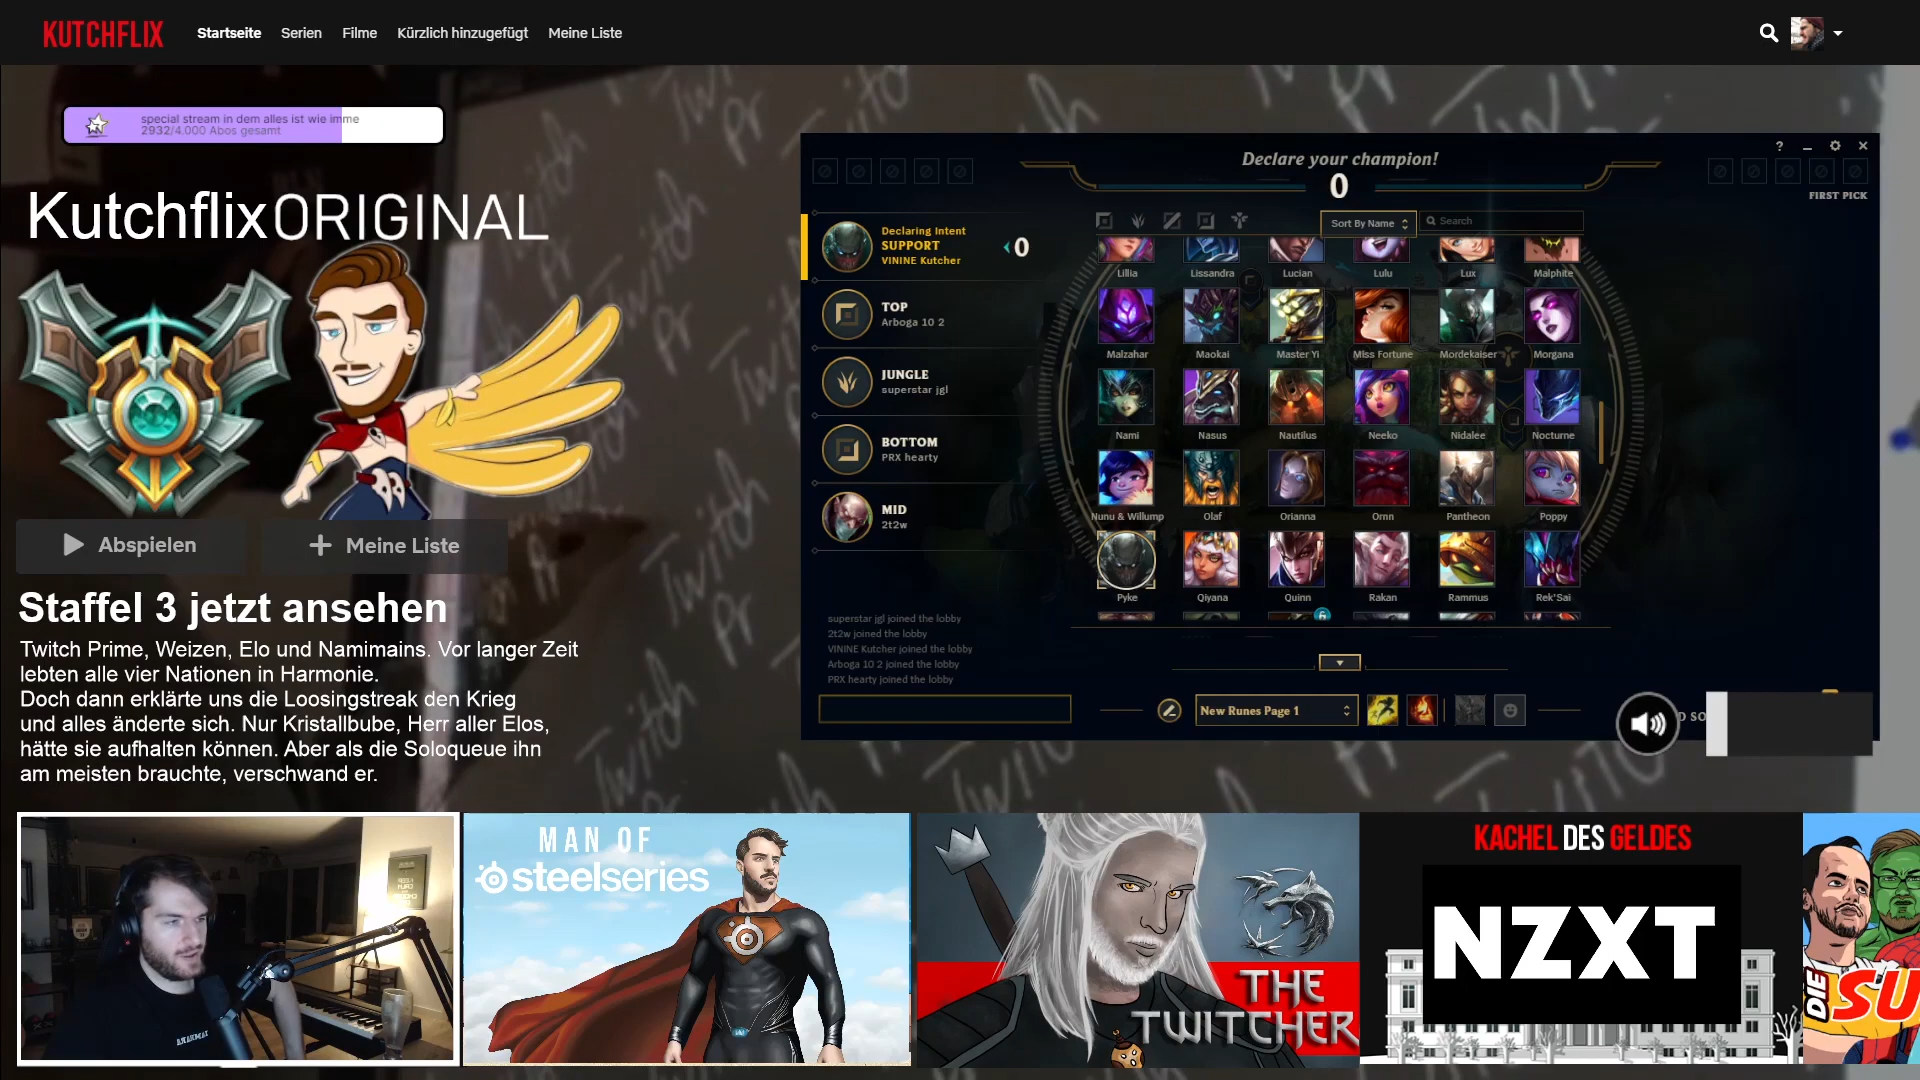 KUTCHFLIX
Startseite
Serien
Filme
Kürzlich hinzugefügt
Meine Liste
special stream in dem alles ist wie imme
2932/4.000 Abos gesamt
Kutchflix ORIGINAL
Abspielen
Meine Liste
Staffel 3 jetzt ansehen
Twitch Prime, Weizen, Elo und Namimains. Vor langer Zeit
lebten alle vier Nationen in Harmonie.
Doch dann erklärte uns die Loosingstreak den Krieg
und alles änderte sich. Nur Kristallbube, Herr aller Elos,
hätte sie aufhalten können. Aber als die Soloqueue ihn
am meisten brauchte, verschwand er.
Declare your champion!
0
FIRST PICK
Declaring Intent
SUPPORT
VININE Kutcher
0
TOP
Arboga 10 2
JUNGLE
superstar jgl
BOTTOM
PRX hearty
MID
2t2w
Sort By Name
Search
Lillia
Lissandra
Lucian
Lulu
Lux
Malphite
Malzahar
Maokai
Master Yi
Miss Fortune
Mordekaiser
Morgana
Nami
Nasus
Nautilus
Neeko
Nidalee
Nocturne
Nunu & Willump
Olaf
Orianna
Ornn
Pantheon
Poppy
Pyke
Qiyana
Quinn
Rakan
Rammus
Rek'Sai
superstar jgl joined the lobby
2t2w joined the lobby
VININE Kutcher joined the lobby
Arboga 10 2 joined the lobby
PRX hearty joined the lobby
New Runes Page 1
D SO
Twitch
Pr
MAN OF
steelseries
THE
TWITCHER
KACHEL DES GELDES
NZXT
DIE
SU